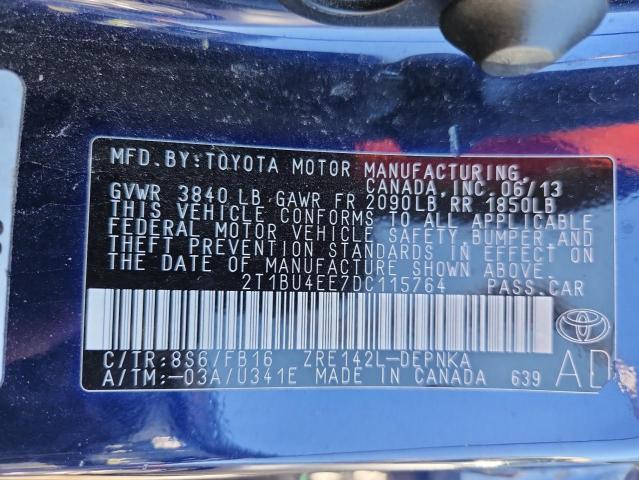 MFD. BY: TOYOTA MOTOR MANUFACTURING,
CANADA, INC. 06/13
GVWR 3840 LB, GAWR FR 2090LB, RR 1850LB
THIS VEHICLE CONFORMS TO ALL APPLICABLE
FEDERAL MOTOR VEHICLE SAFETY, BUMPER, AND
THEFT PREVENTION STANDARDS IN EFFECT ON
THE DATE OF MANUFACTURE SHOWN ABOVE.
2T1BU4EE7DC115764 PASS. CAR
C/TR: 8S6/FB16 ZRE142L-DEPNKA AD
A/TM: -03A/U341E MADE IN CANADA 639